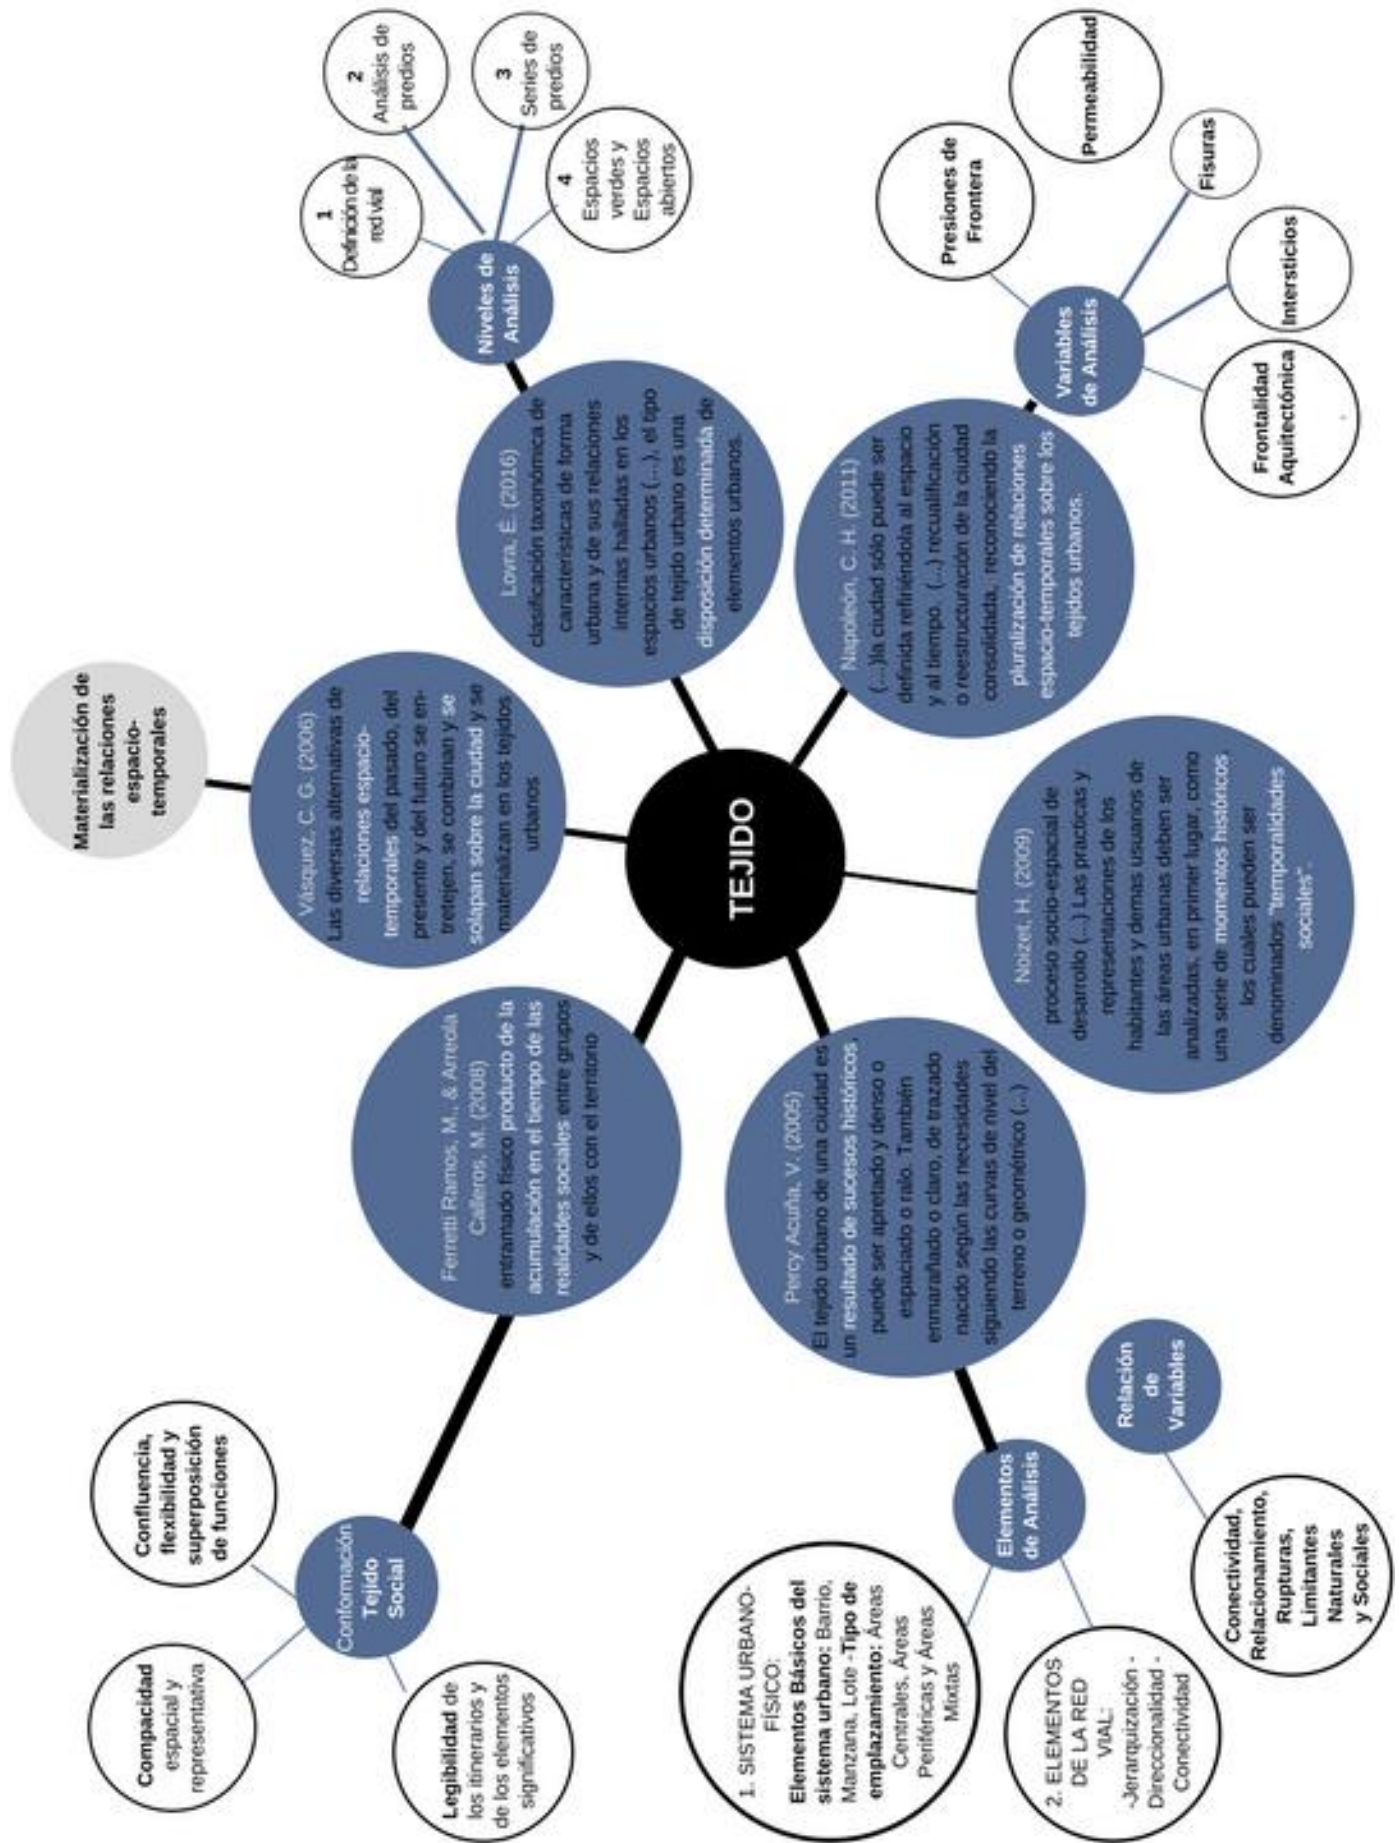 Compacidad
espacial y
representativa
Confluencia,
flexibilidad y
superposición
de funciones
Legibilidad de
los itinerarios y
de los elementos
significativos
Conformación
Tejido
Social
Ferretti Ramos, M., & Arreola
Calleros, M. (2008)
entramado físico producto de la
acumulación en el tiempo de las
realidades sociales entre grupos
y de ellos con el territorio
Materialización de
las relaciones
espacio-
temporales
Vásquez, C. G. (2006)
Las diversas alternativas de
relaciones espacio-
temporales del pasado, del
presente y del futuro se en-
tretejen, se combinan y se
solapan sobre la ciudad y se
materializan en los tejidos
urbanos
Lovra, É. (2016)
clasificación taxonómica de
características de forma
urbana y de sus relaciones
internas halladas en los
espacios urbanos (...), el tipo
de tejido urbano es una
disposición determinada de
elementos urbanos.
Niveles de
Análisis
1
Definición de la
red vial
2
Análisis de
predios
3
Series de
predios
4
Espacios
verdes y
Espacios
abiertos
TEJIDO
1. SISTEMA URBANO-
FÍSICO:
Elementos Básicos del
sistema urbano: Barrio,
Manzana, Lote -Tipo de
emplazamiento: Áreas
Centrales, Áreas
Periféricas y Áreas
Mixtas
2. ELEMENTOS
DE LA RED
VIAL:
-Jerarquización -
Direccionalidad -
Conectividad
Elementos
de Análisis
Percy Acuña, V. (2005)
El tejido urbano de una ciudad es
un resultado de sucesos históricos,
puede ser apretado y denso o
espaciado o ralo. También
enmarañado o claro, de trazado
nacido según las necesidades
siguiendo las curvas de nivel del
terreno o geométrico (...)
Relación
de
Variables
Conectividad,
Relacionamiento,
Rupturas,
Limitantes
Naturales
y Sociales
Noizet, H. (2009)
proceso socio-espacial de
desarrollo (...) Las practicas y
representaciones de los
habitantes y demas usuarios de
las áreas urbanas deben ser
analizadas, en primer lugar, como
una serie de momentos históricos,
los cuales pueden ser
denominados "temporalidades
sociales".
Napoleón, C. H. (2011)
(...)la ciudad sólo puede ser
definida refiriéndola al espacio
y al tiempo. (...) recualificación
o reestructuración de la ciudad
consolidada, reconociendo la
pluralización de relaciones
espacio-temporales sobre los
tejidos urbanos.
Variables
de Análisis
Presiones de
Frontera
Permeabilidad
Fisuras
Intersticios
Frontalidad
Aquitectónica